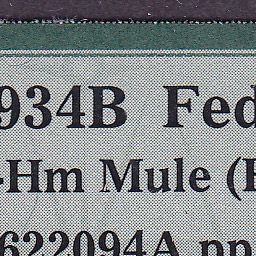 934B Fed
-Hm Mule (
622094A pp